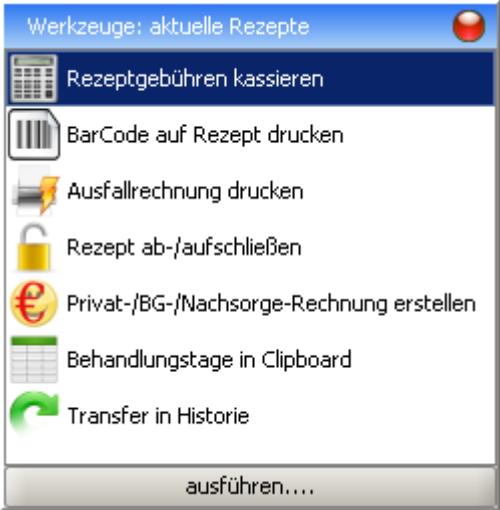 Werkzeuge: aktuelle Rezepte
Rezeptgebühren kassieren
BarCode auf Rezept drucken
Ausfallrechnung drucken
Rezept ab-/aufschließen
Privat-/BG-/Nachsorge-Rechnung erstellen
Behandlungstage in Clipboard
Transfer in Historie
ausführen....